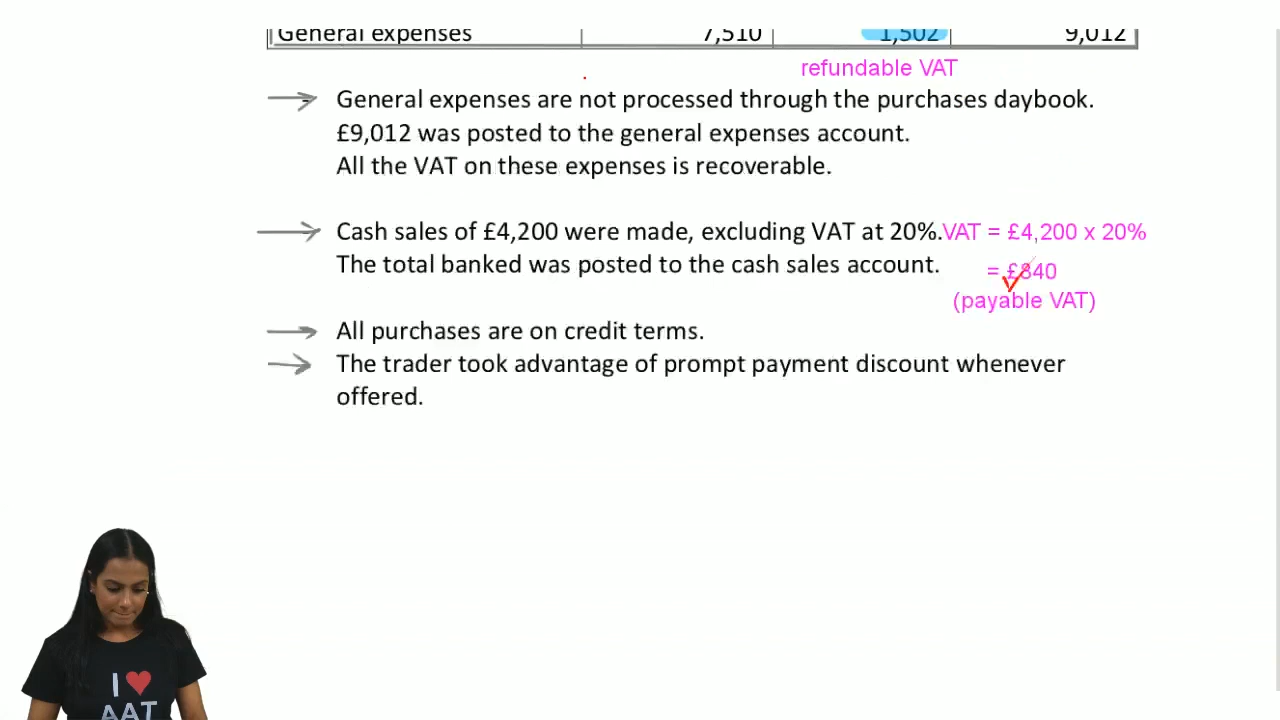 General expenses 7,510 1,502 9,012
refundable VAT
General expenses are not processed through the purchases daybook.
£9,012 was posted to the general expenses account.
All the VAT on these expenses is recoverable.
Cash sales of £4,200 were made, excluding VAT at 20%. VAT = £4,200 x 20%
The total banked was posted to the cash sales account. = £840
(payable VAT)
All purchases are on credit terms.
The trader took advantage of prompt payment discount whenever
offered.
I
AAT